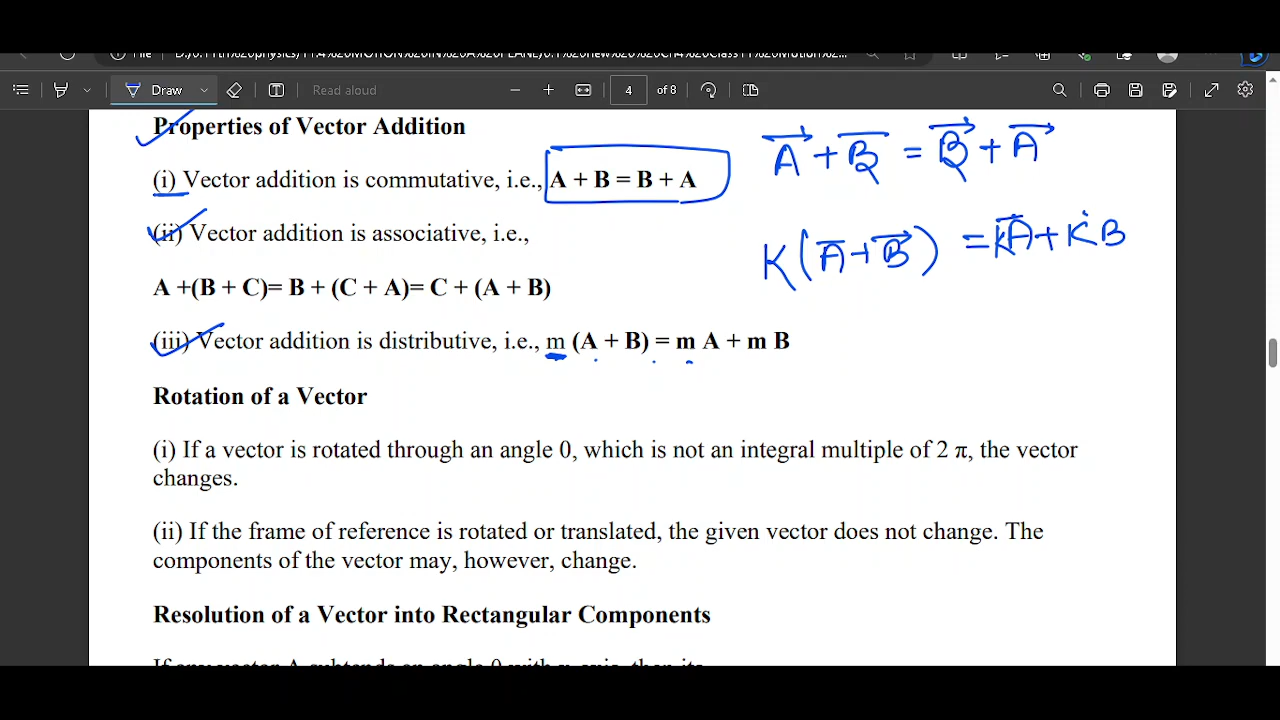 Draw
Read aloud
4
of 8
Properties of Vector Addition
A + B = B + A
(i) Vector addition is commutative, i.e., A + B = B + A
(ii) Vector addition is associative, i.e.,
K(A+B) = KA+KB
A +(B + C)= B + (C + A)= C + (A + B)
(iii) Vector addition is distributive, i.e., m (A + B) = m A + m B
Rotation of a Vector
(i) If a vector is rotated through an angle 0, which is not an integral multiple of 2 π, the vector
changes.
(ii) If the frame of reference is rotated or translated, the given vector does not change. The
components of the vector may, however, change.
Resolution of a Vector into Rectangular Components